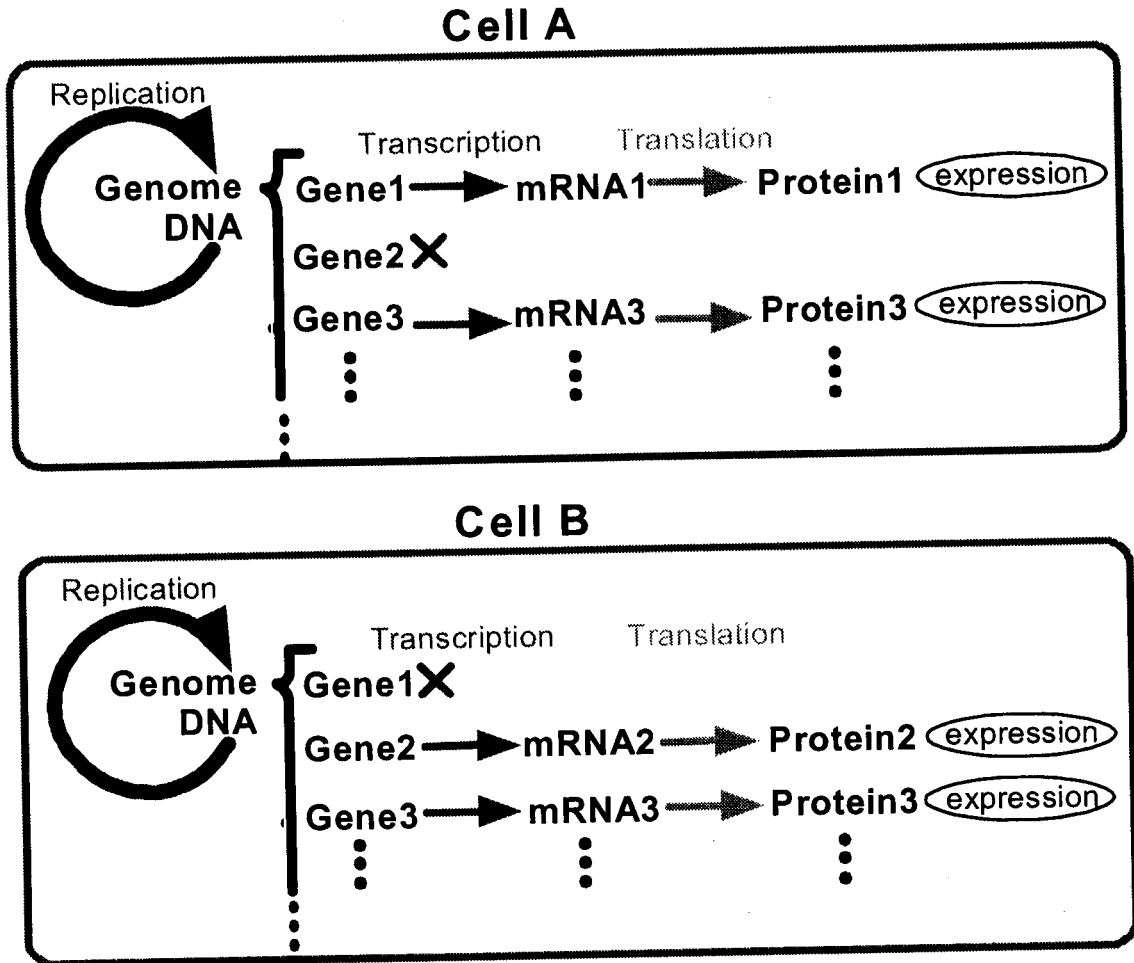 Cell A
Replication
Transcription Translation
Genome DNA
Gene1 mRNA1 Protein1 expression
Gene2 X
Gene3 mRNA3 Protein3 expression
Cell B
Replication
Transcription Translation
Genome DNA
Gene1 X
Gene2 mRNA2 Protein2 expression
Gene3 mRNA3 Protein3 expression